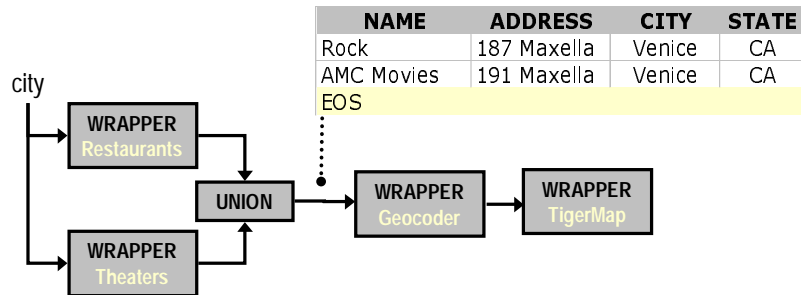 NAME ADDRESS CITY STATE
Rock 187 Maxella Venice CA
AMC Movies 191 Maxella Venice CA
EOS
city
WRAPPER
Restaurants
UNION
WRAPPER
Geocoder
WRAPPER
TigerMap
WRAPPER
Theaters